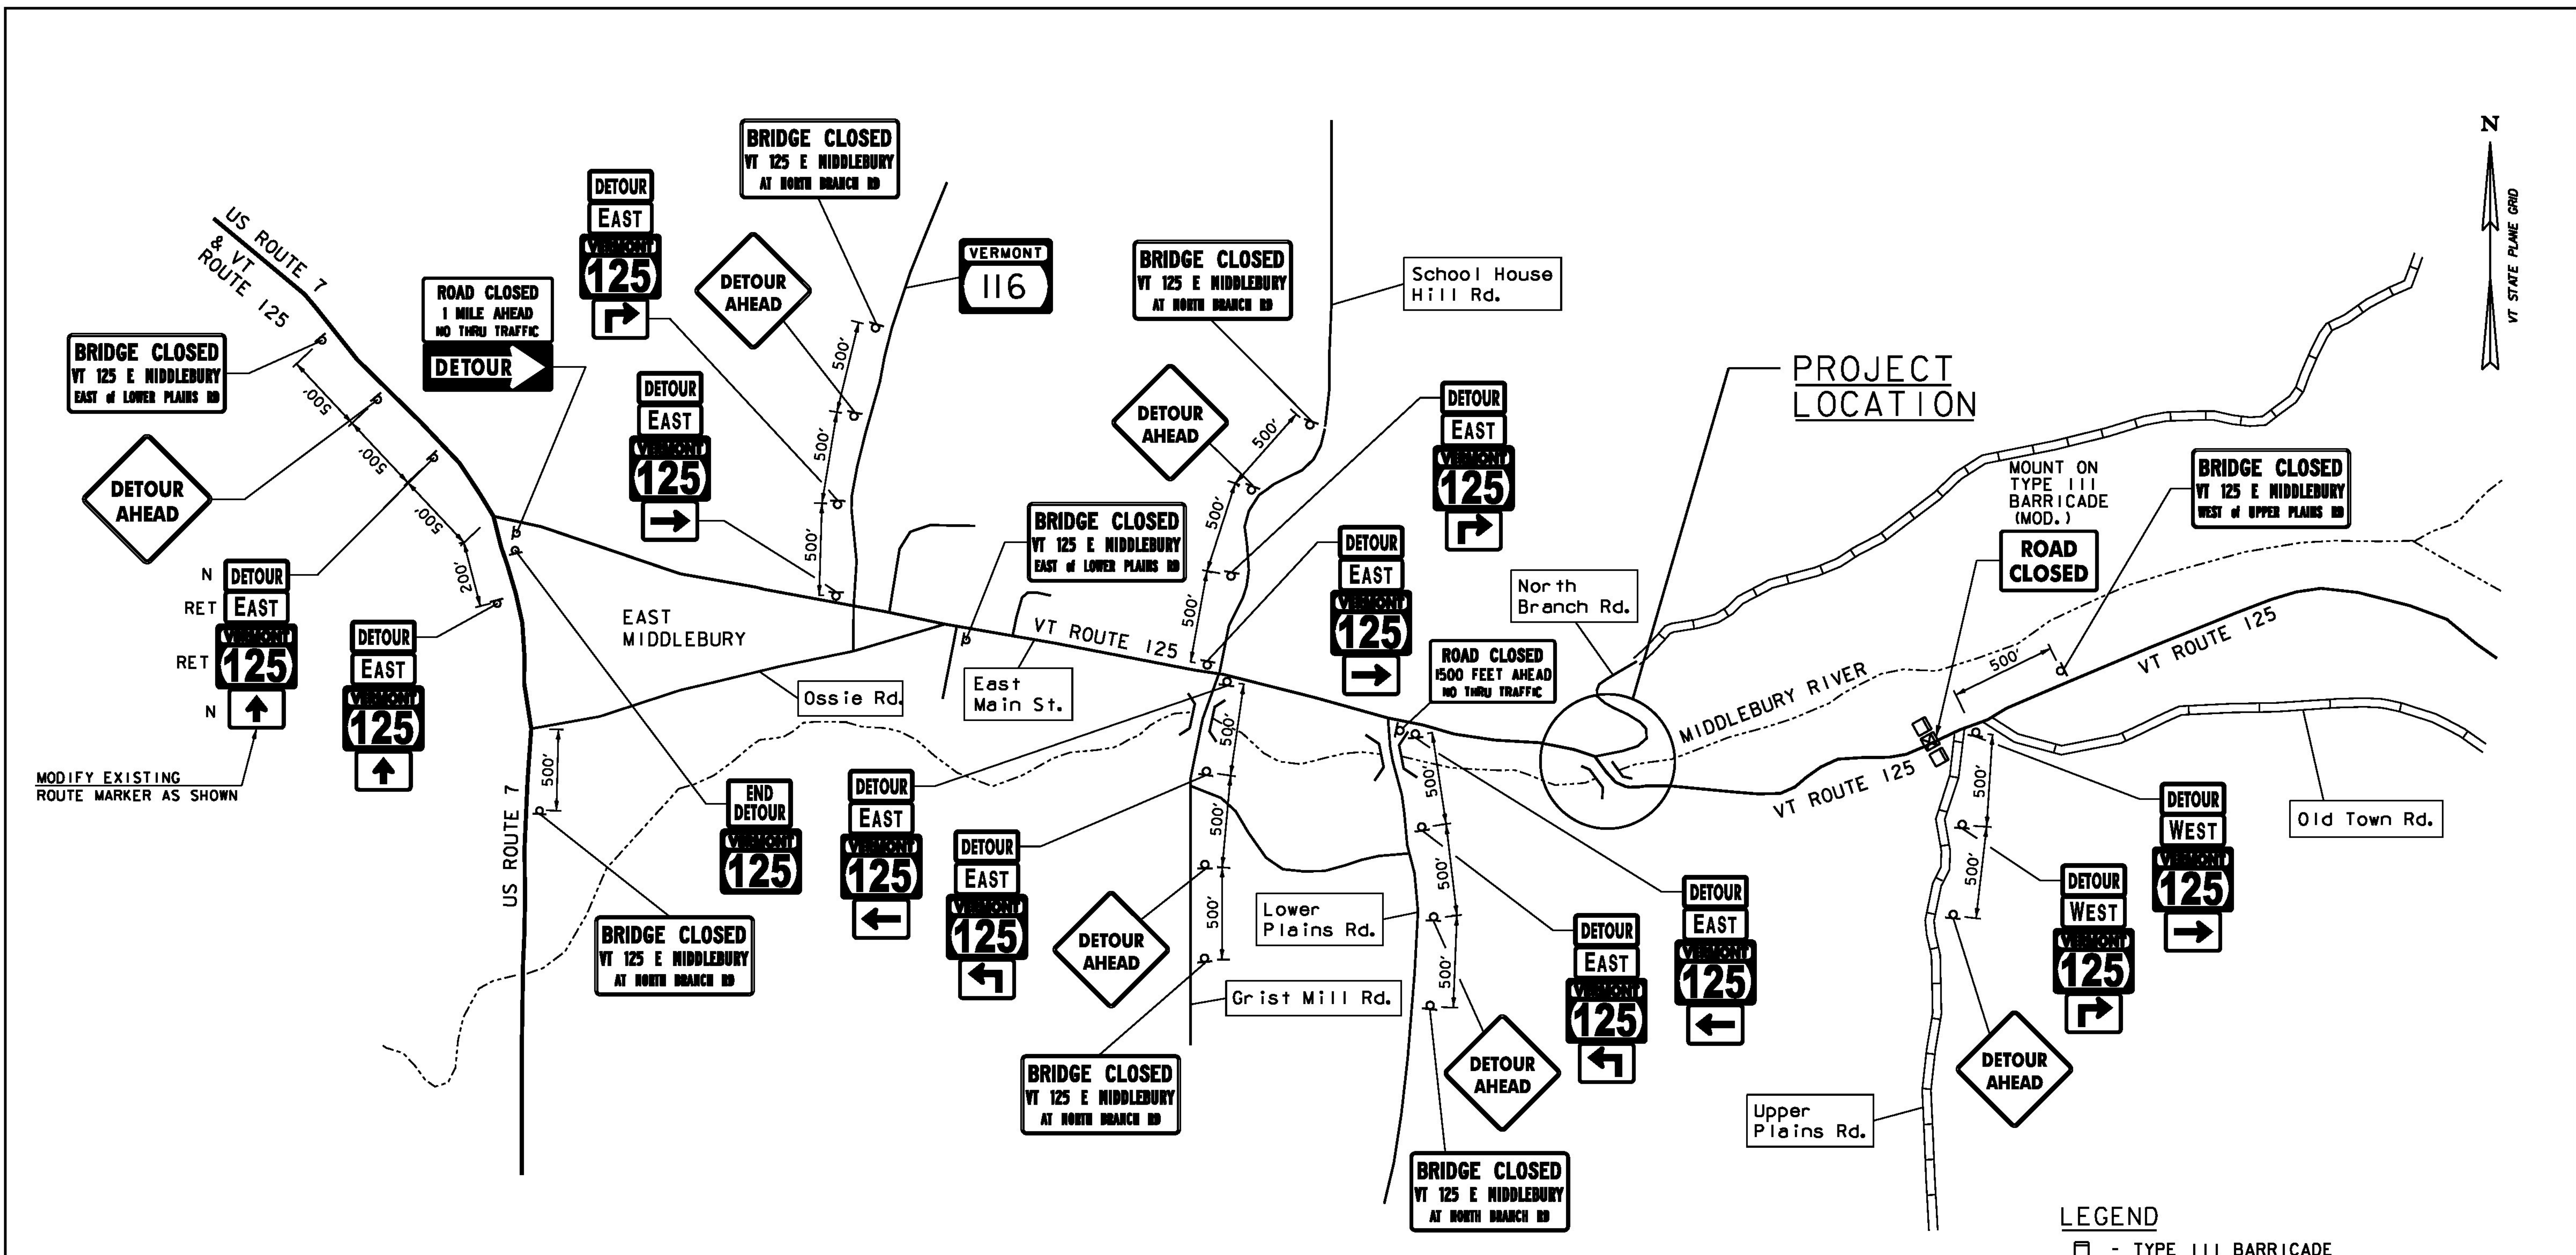 BRIDGE CLOSED
VT 125 E MIDDLEBURY
AT NORTH BRANCH RD
DETOUR
EAST
VERMONT
125
DETOUR
AHEAD
VERMONT
116
BRIDGE CLOSED
VT 125 E MIDDLEBURY
AT NORTH BRANCH RD
School House
Hill Rd.
N
VT STATE PLANE GRID
US ROUTE 7
& VT
ROUTE 125
ROAD CLOSED
1 MILE AHEAD
NO THRU TRAFFIC
DETOUR
BRIDGE CLOSED
VT 125 E MIDDLEBURY
EAST of LOWER PLAINS RD
500'
500'
500'
200'
DETOUR
AHEAD
DETOUR
EAST
VERMONT
125
500'
500'
500'
DETOUR
AHEAD
500'
500'
500'
DETOUR
EAST
VERMONT
125
PROJECT
LOCATION
MOUNT ON
TYPE III
BARRICADE
(MOD.)
ROAD
CLOSED
BRIDGE CLOSED
VT 125 E MIDDLEBURY
WEST of UPPER PLAINS RD
BRIDGE CLOSED
VT 125 E MIDDLEBURY
EAST of LOWER PLAINS RD
DETOUR
EAST
VERMONT
125
North
Branch Rd.
N
DETOUR
RET
EAST
VERMONT
RET
125
N
MODIFY EXISTING
ROUTE MARKER AS SHOWN
DETOUR
EAST
VERMONT
125
EAST
MIDDLEBURY
VT ROUTE 125
ROAD CLOSED
1500 FEET AHEAD
NO THRU TRAFFIC
Ossie Rd.
East
Main St.
MIDDLEBURY RIVER
500'
VT ROUTE 125
VT ROUTE 125
500'
US ROUTE 7
END
DETOUR
VERMONT
125
DETOUR
EAST
VERMONT
125
DETOUR
EAST
VERMONT
125
500'
500'
500'
500'
500'
500'
500'
500'
DETOUR
WEST
VERMONT
125
Old Town Rd.
BRIDGE CLOSED
VT 125 E MIDDLEBURY
AT NORTH BRANCH RD
DETOUR
AHEAD
Lower
Plains Rd.
DETOUR
EAST
VERMONT
125
DETOUR
EAST
VERMONT
125
DETOUR
WEST
VERMONT
125
Grist Mill Rd.
BRIDGE CLOSED
VT 125 E MIDDLEBURY
AT NORTH BRANCH RD
DETOUR
AHEAD
DETOUR
AHEAD
Upper
Plains Rd.
BRIDGE CLOSED
VT 125 E MIDDLEBURY
AT NORTH BRANCH RD
LEGEND
- TYPE III BARRICADE